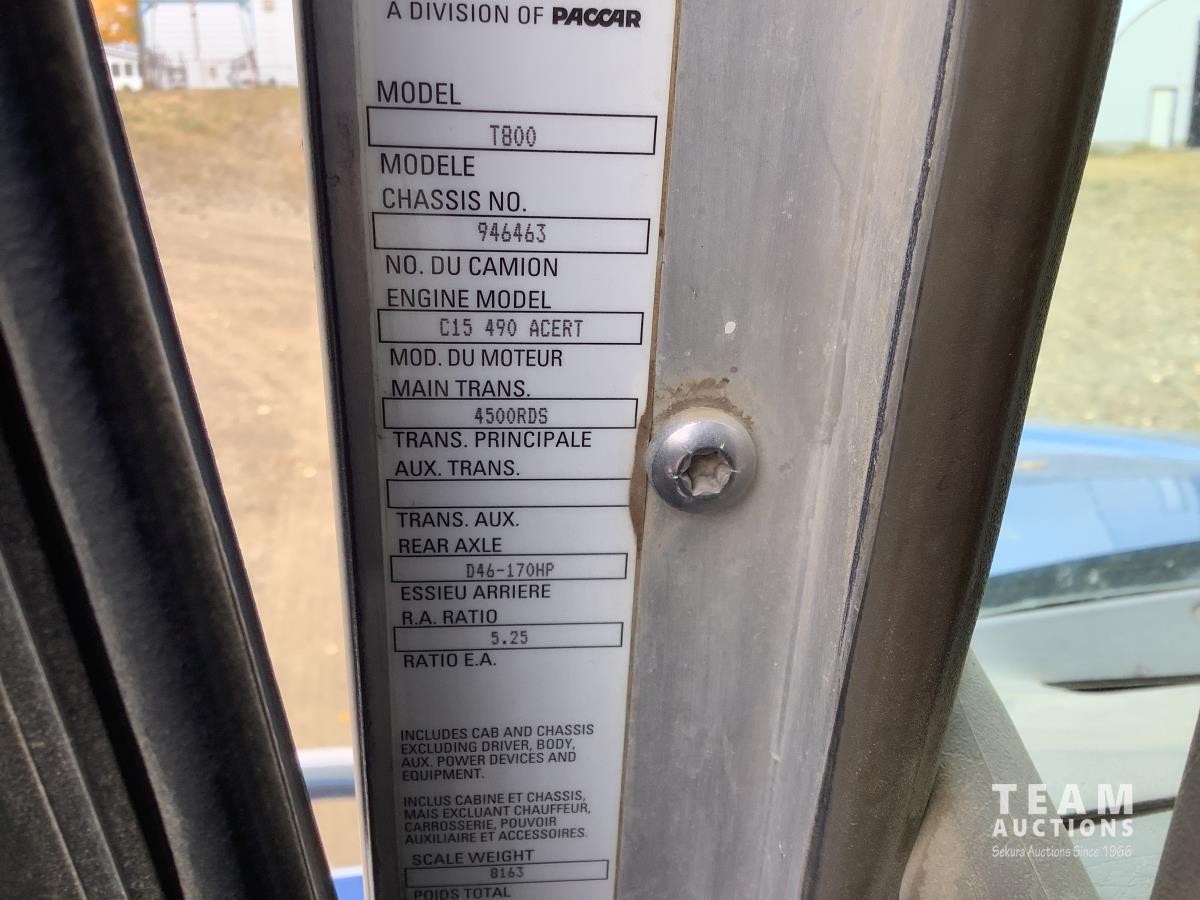 A DIVISION OF PACCAR
MODEL
T800
MODELE
CHASSIS NO.
946463
NO. DU CAMION
ENGINE MODEL
C15 490 ACERT
MOD. DU MOTEUR
MAIN TRANS.
4500RDS
TRANS. PRINCIPALE
AUX. TRANS.
TRANS. AUX.
REAR AXLE
D46-170HP
ESSIEU ARRIERE
R.A. RATIO
5.25
RATIO E.A.
INCLUDES CAB AND CHASSIS
EXCLUDING DRIVER, BODY,
AUX. POWER DEVICES AND
EQUIPMENT.
INCLUS CABINE ET CHASSIS,
MAIS EXCLUANT CHAUFFEUR,
CARROSSERIE, POUVOIR
AUXILIAIRE ET ACCESSOIRES.
SCALE WEIGHT
8163
POIDS TOTAL
TEAM
AUCTIONS
Sekura Auctions Since 1966